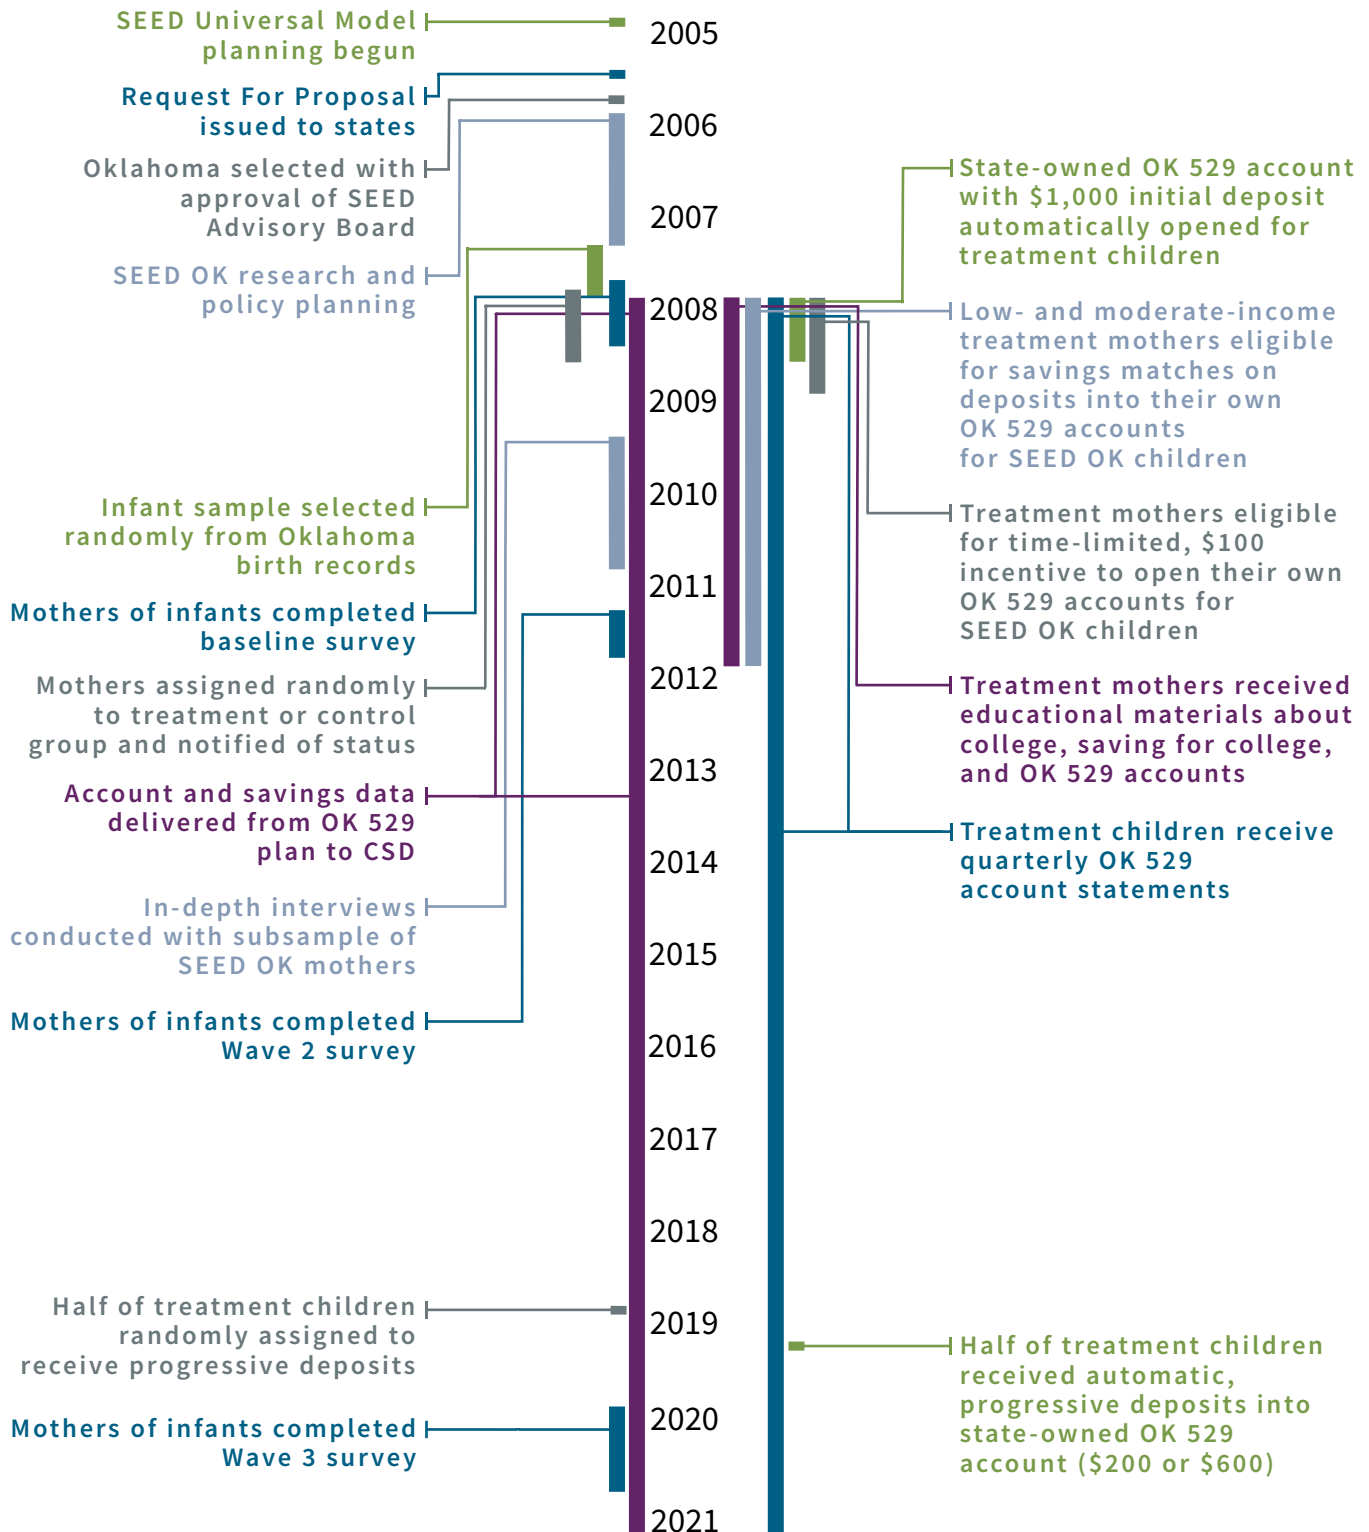 SEED Universal Model
planning begun
Request For Proposal
issued to states
Oklahoma selected with
approval of SEED
Advisory Board
SEED OK research and
policy planning
Infant sample selected
randomly from Oklahoma
birth records
Mothers of infants completed
baseline survey
Mothers assigned randomly
to treatment or control
group and notified of status
Account and savings data
delivered from OK 529
plan to CSD
In-depth interviews
conducted with subsample of
SEED OK mothers
Mothers of infants completed
Wave 2 survey
Half of treatment children
randomly assigned to
receive progressive deposits
Mothers of infants completed
Wave 3 survey
2005
2006
2007
2008
2009
2010
2011
2012
2013
2014
2015
2016
2017
2018
2019
2020
2021
State-owned OK 529 account
with $1,000 initial deposit
automatically opened for
treatment children
Low- and moderate-income
treatment mothers eligible
for savings matches on
deposits into their own
OK 529 accounts
for SEED OK children
Treatment mothers eligible
for time-limited, $100
incentive to open their own
OK 529 accounts for
SEED OK children
Treatment mothers received
educational materials about
college, saving for college,
and OK 529 accounts
Treatment children receive
quarterly OK 529
account statements
Half of treatment children
received automatic,
progressive deposits into
state-owned OK 529
account ($200 or $600)